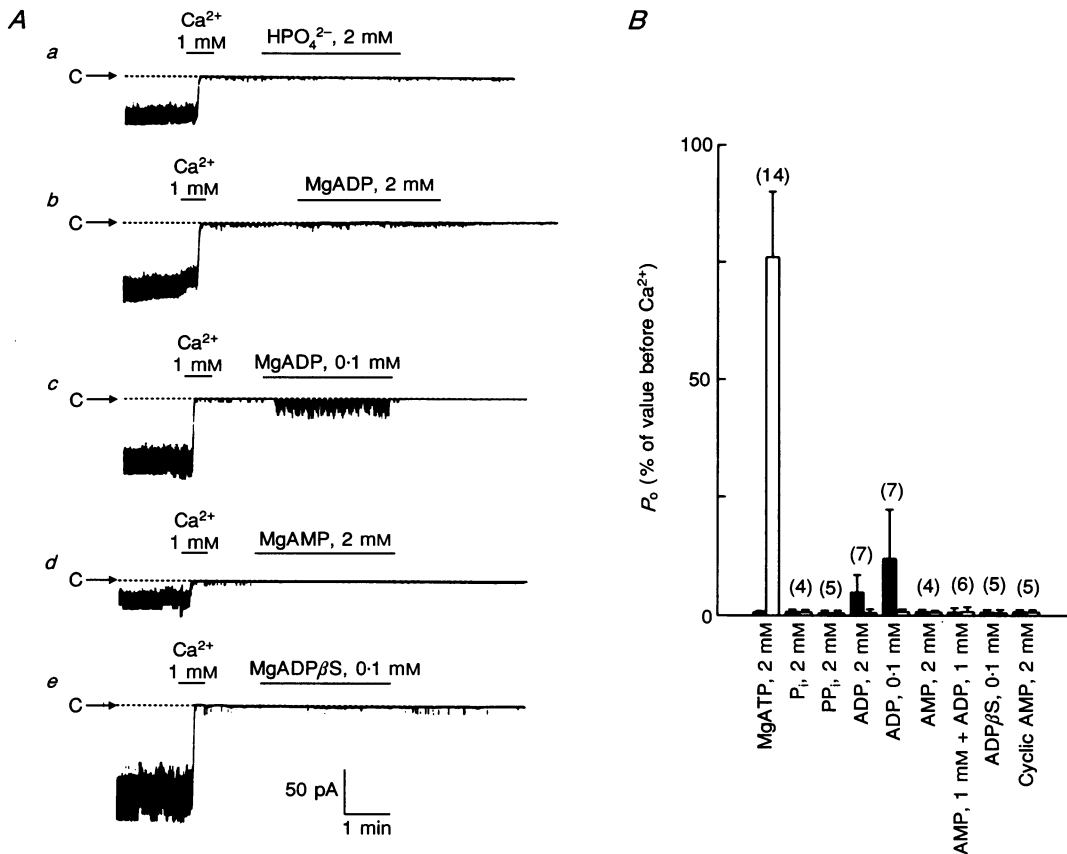 A
a
Ca²⁺
1 mM
HPO₄²⁻, 2 mM
C
b
Ca²⁺
1 mM
MgADP, 2 mM
C
c
Ca²⁺
1 mM
MgADP, 0·1 mM
C
d
Ca²⁺
1 mM
MgAMP, 2 mM
C
e
Ca²⁺
1 mM
MgADPβS, 0·1 mM
C
50 pA
1 min
B
Pₒ (% of value before Ca²⁺)
100
50
0
(14)
(4)
(5)
(7)
(7)
(4)
(6)
(5)
(5)
MgATP, 2 mM
Pᵢ, 2 mM
PPᵢ, 2 mM
ADP, 2 mM
ADP, 0·1 mM
AMP, 2 mM
AMP, 1 mM + ADP, 1 mM
ADPβS, 0·1 mM
Cyclic AMP, 2 mM